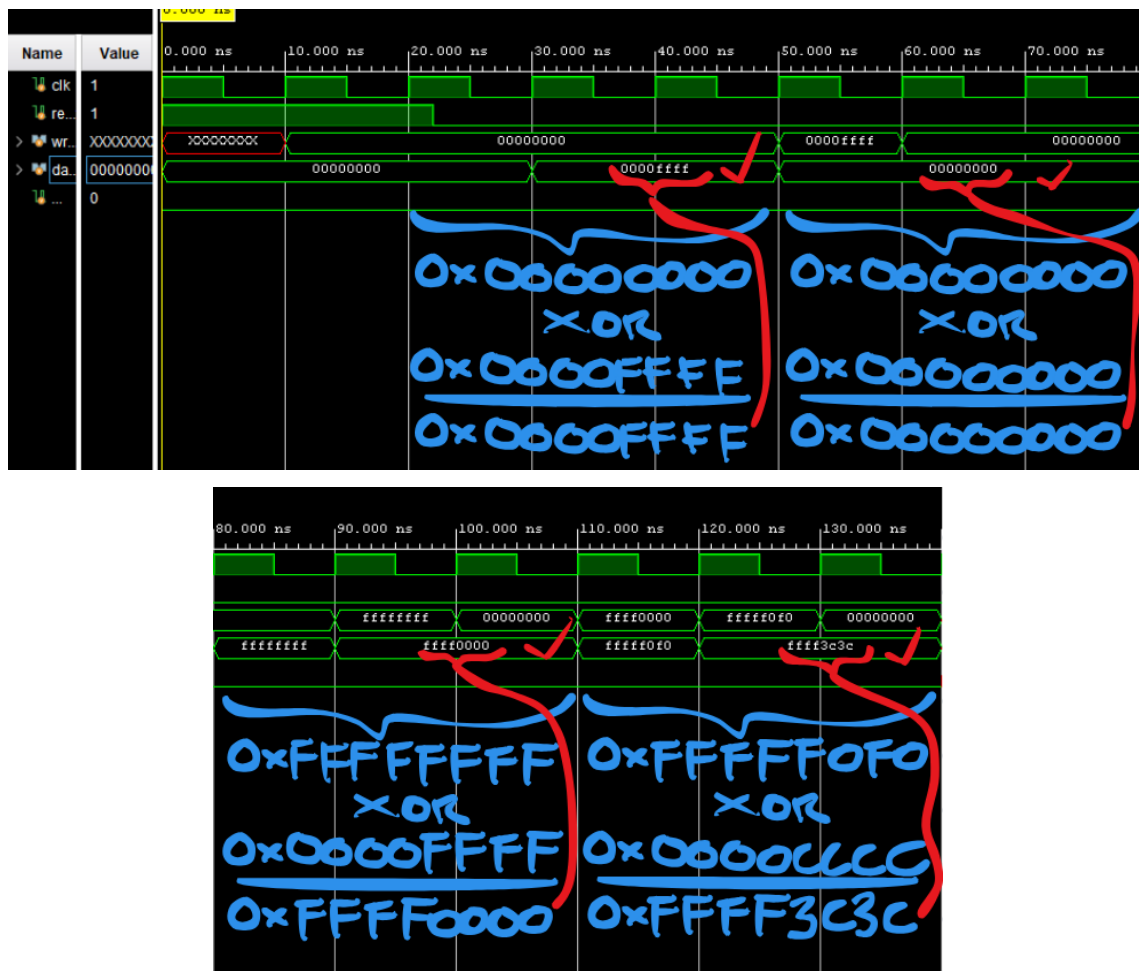 0.000 ns
Name Value
0.000 ns 10.000 ns 20.000 ns 30.000 ns 40.000 ns 50.000 ns 60.000 ns 70.000 ns
clk 1
re... 1
> wr... XXXXXXXX XXXXXXXX 00000000 0000ffff 00000000
> da... 00000000 00000000 0000ffff 00000000
... 0
0x00000000 0x00000000
XOR XOR
0x0000FFFF 0x00000000
0x0000FFFF 0x00000000
80.000 ns 90.000 ns 100.000 ns 110.000 ns 120.000 ns 130.000 ns
ffffffff 00000000 ffff0000 fffff0f0 00000000
ffffffff ffff0000 fffff0f0 ffff3c3c
0xFFFFFFFF 0xFFFFF0F0
XOR XOR
0x0000FFFF 0x0000CCCC
0xFFFF0000 0xFFFF3C3C